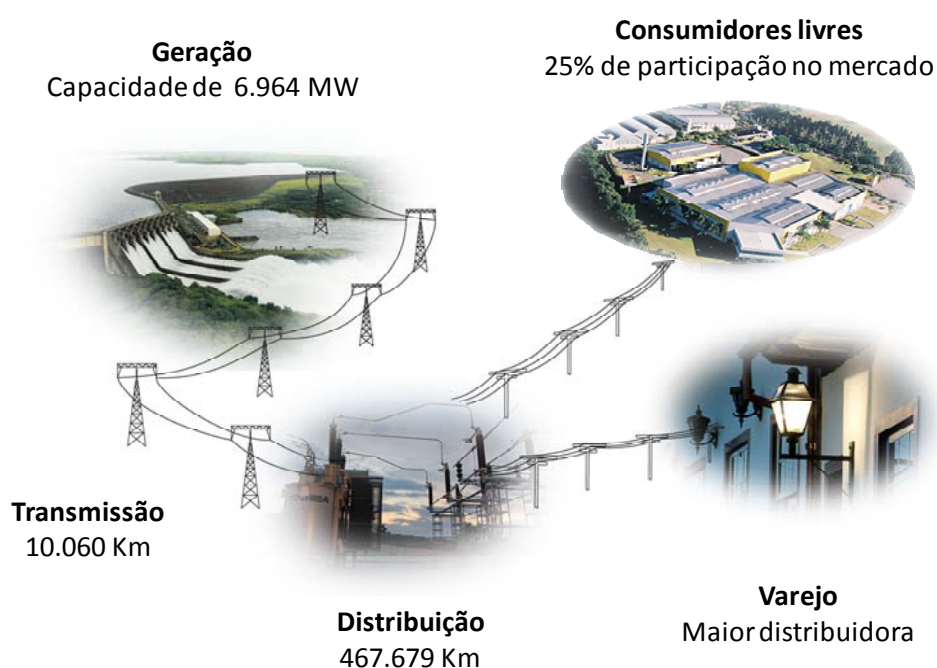 Geração
Capacidade de 6.964 MW
Consumidores livres
25% de participação no mercado
Transmissão
10.060 Km
Distribuição
467.679 Km
Varejo
Maior distribuidora